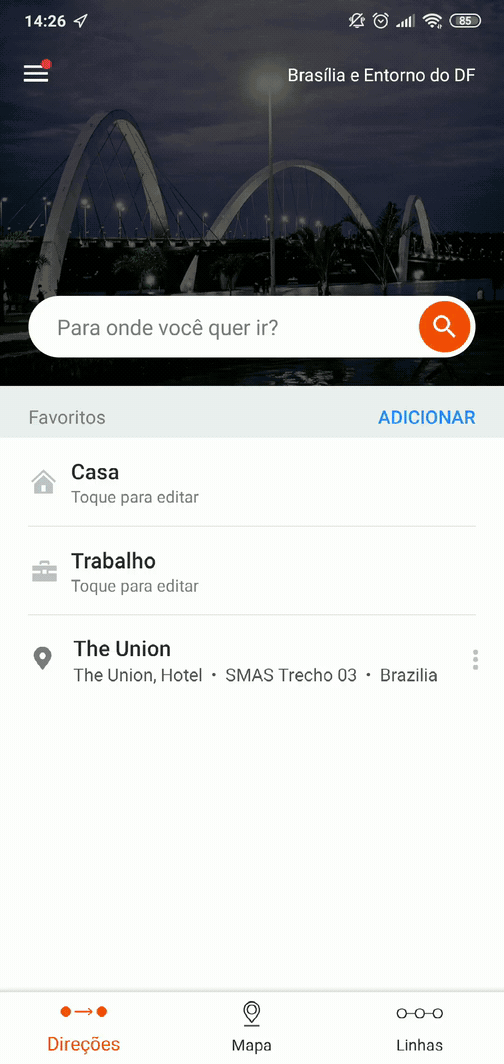 14:26
85
Brasília e Entorno do DF
Para onde você quer ir?
Favoritos
ADICIONAR
Casa
Toque para editar
Trabalho
Toque para editar
The Union
The Union, Hotel • SMAS Trecho 03 • Brazilia
Direções
Mapa
Linhas